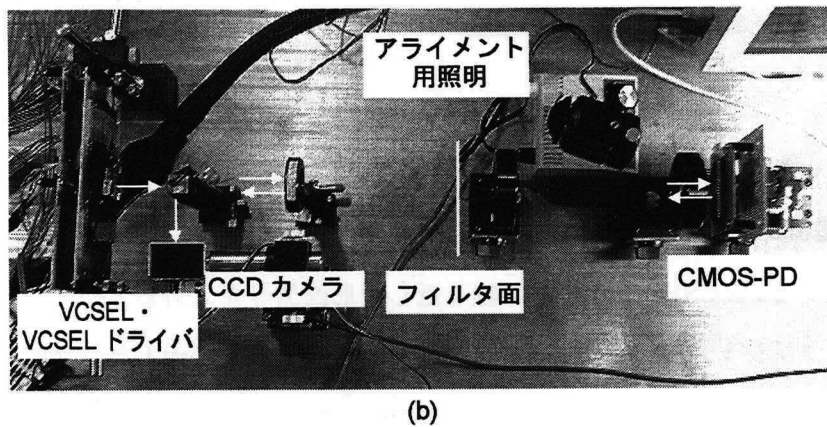 アライメント
用照明
CCD カメラ
フィルタ面
CMOS-PD
VCSEL・
VCSEL ドライバ
(b)